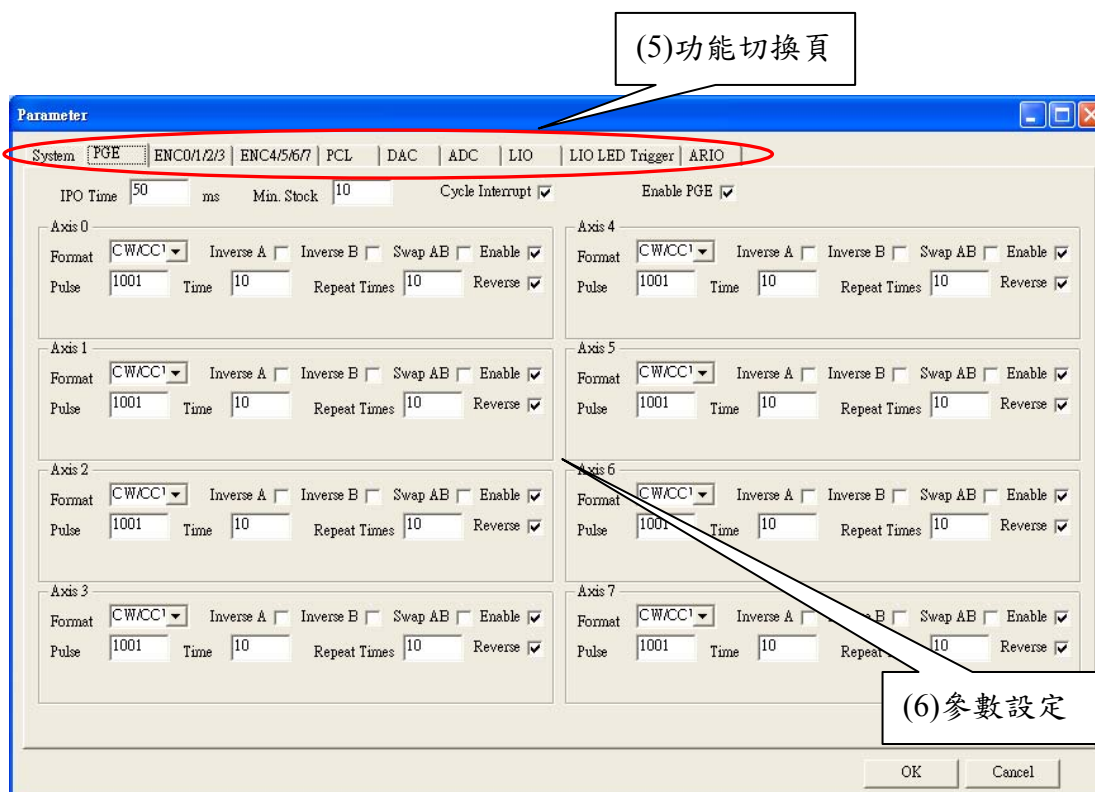 (5)功能切換頁
Parameter
System PGE ENC0/1/2/3 ENC4/5/6/7 PCL DAC ADC LIO LIO LED Trigger ARIO
IPO Time 50 ms Min. Stock 10 Cycle Interrupt Enable PGE
Axis 0
Format CW/CC Inverse A Inverse B Swap AB Enable
Pulse 1001 Time 10 Repeat Times 10 Reverse
Axis 4
Format CW/CC Inverse A Inverse B Swap AB Enable
Pulse 1001 Time 10 Repeat Times 10 Reverse
Axis 1
Format CW/CC Inverse A Inverse B Swap AB Enable
Pulse 1001 Time 10 Repeat Times 10 Reverse
Axis 5
Format CW/CC Inverse A Inverse B Swap AB Enable
Pulse 1001 Time 10 Repeat Times 10 Reverse
Axis 2
Format CW/CC Inverse A Inverse B Swap AB Enable
Pulse 1001 Time 10 Repeat Times 10 Reverse
Axis 6
Format CW/CC Inverse A Inverse B Swap AB Enable
Pulse 1001 Time 10 Repeat Times 10 Reverse
Axis 3
Format CW/CC Inverse A Inverse B Swap AB Enable
Pulse 1001 Time 10 Repeat Times 10 Reverse
Axis 7
Format CW/CC Inverse A B Swap AB Enable
Pulse 1001 Time 10 Repeat 10 Reverse
(6)參數設定
OK Cancel